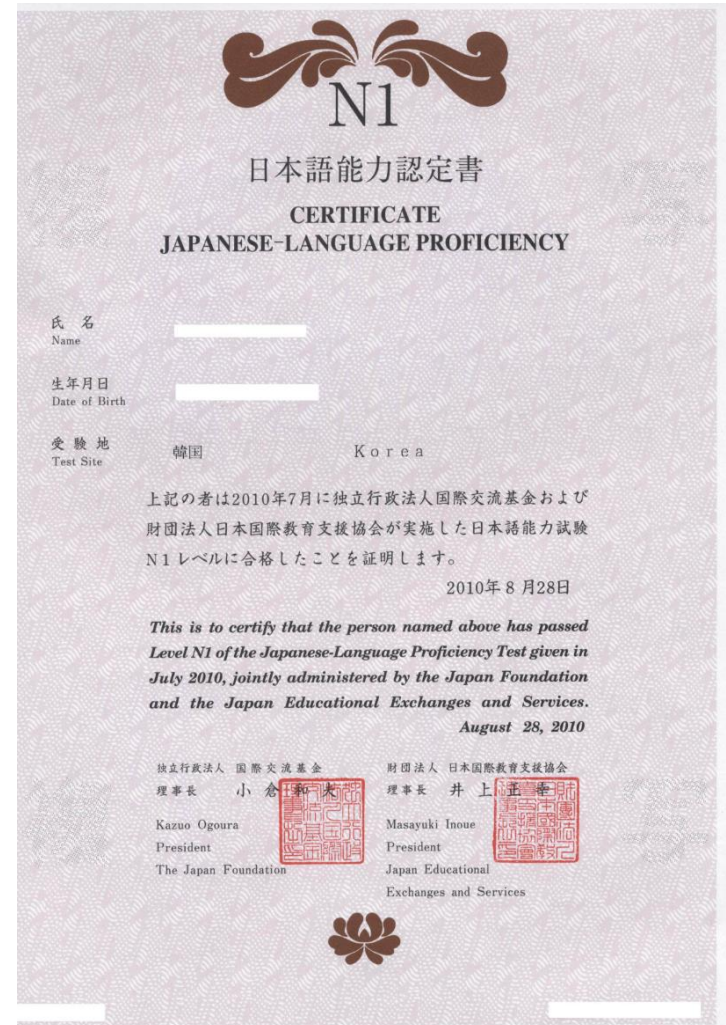 N1
日本語能力認定書
CERTIFICATE
JAPANESE-LANGUAGE PROFICIENCY
氏 名
Name
生年月日
Date of Birth
受 験 地
Test Site
韓国 Korea
上記の者は2010年7月に独立行政法人国際交流基金および
財団法人日本国際教育支援協会が実施した日本語能力試験
N1レベルに合格したことを証明します。
2010年8月28日
This is to certify that the person named above has passed
Level N1 of the Japanese-Language Proficiency Test given in
July 2010, jointly administered by the Japan Foundation
and the Japan Educational Exchanges and Services.
August 28, 2010
独立行政法人 国際交流基金
理事長 小倉和夫
Kazuo Ogoura
President
The Japan Foundation
財団法人 日本国際教育支援協会
理事長 井上正幸
Masayuki Inoue
President
Japan Educational
Exchanges and Services